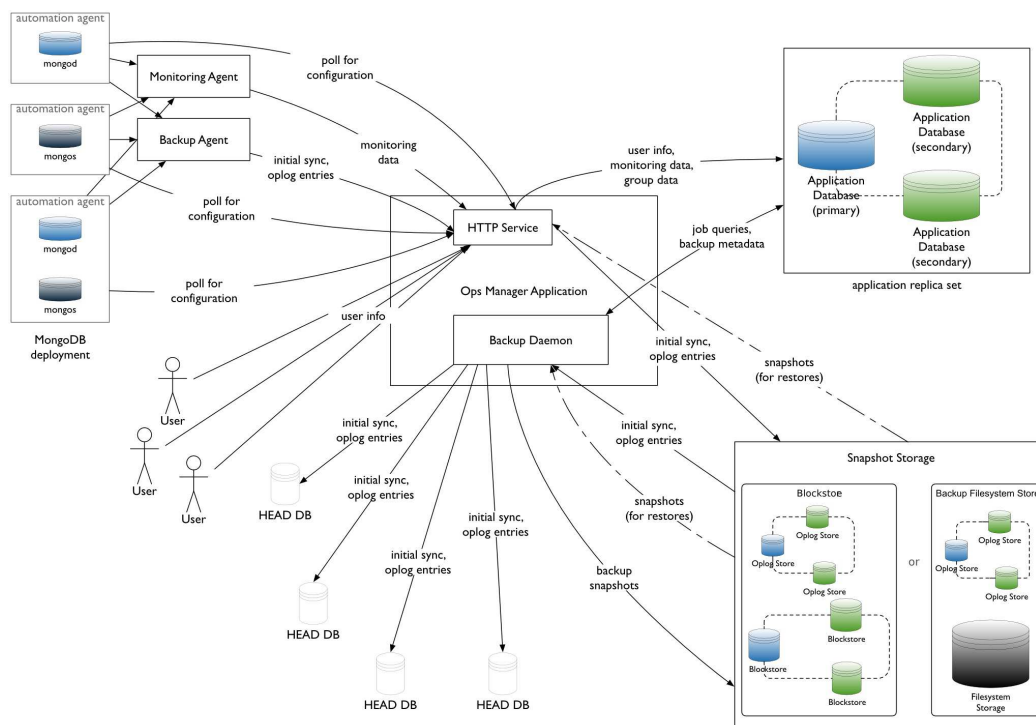 automation agent
mongod
automation agent
mongos
automation agent
mongod
mongos
MongoDB
deployment
Monitoring Agent
Backup Agent
poll for
configuration
monitoring
data
initial sync,
oplog entries
poll for
configuration
poll for
configuration
user info
User
User
User
HTTP Service
Ops Manager Application
Backup Daemon
user info,
monitoring data,
group data
job queries,
backup metadata
Application
Database
(primary)
Application
Database
(secondary)
Application
Database
(secondary)
application replica set
initial sync,
oplog entries
snapshots
(for restores)
initial sync,
oplog entries
snapshots
(for restores)
initial sync,
oplog entries
HEAD DB
initial sync,
oplog entries
HEAD DB
initial sync,
oplog entries
HEAD DB
initial sync,
oplog entries
HEAD DB
backup
snapshots
Snapshot Storage
Blockstoe
Oplog Store
Oplog Store
Oplog Store
Blockstore
Blockstore
Blockstore
or
Backup Filesystem Store
Oplog Store
Oplog Store
Oplog Store
Filesystem
Storage